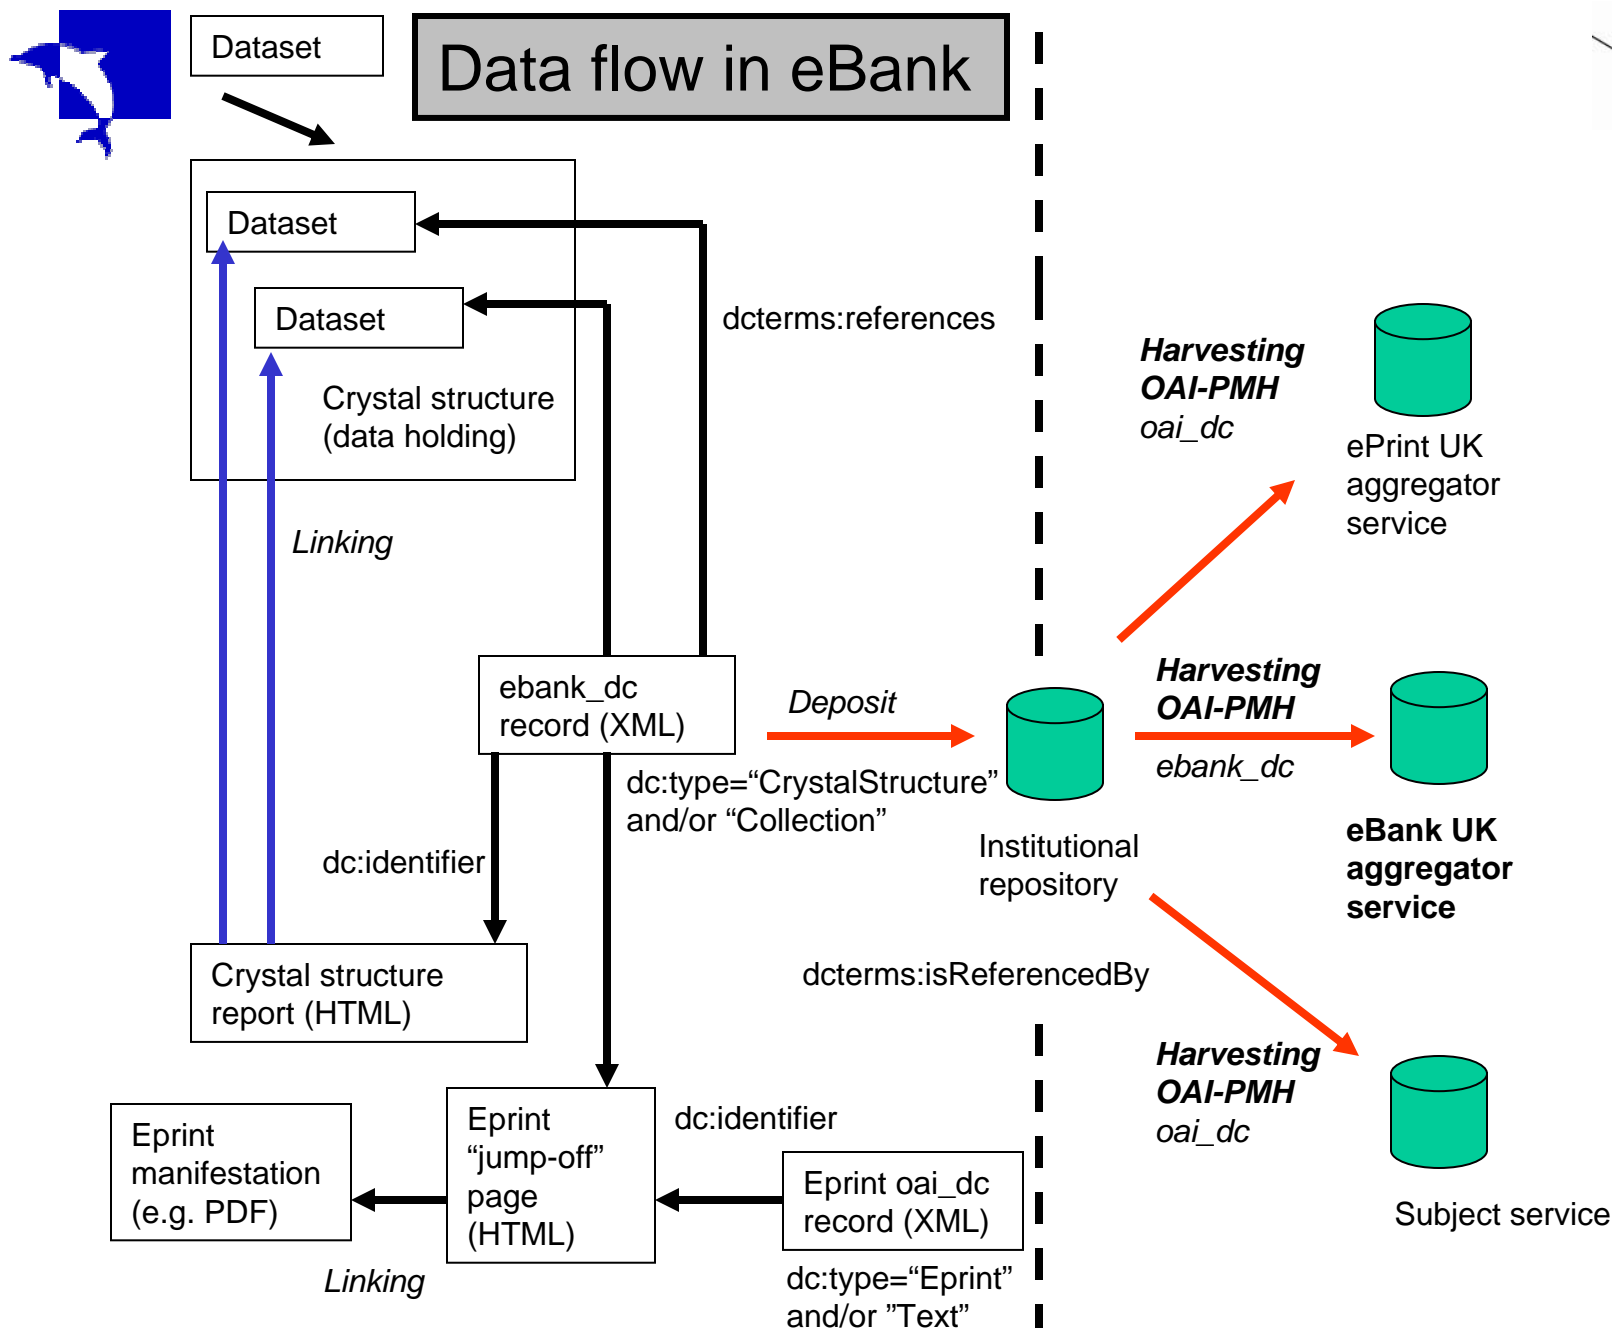 Dataset
Data flow in eBank
Dataset
Dataset
Crystal structure
(data holding)
dcterms:references
Linking
Harvesting
OAI-PMH
oai_dc
ePrint UK
aggregator
service
ebank_dc
record (XML)
Deposit
dc:type=“CrystalStructure”
and/or “Collection”
Harvesting
OAI-PMH
ebank_dc
Institutional
repository
eBank UK
aggregator
service
dc:identifier
Crystal structure
report (HTML)
dcterms:isReferencedBy
Harvesting
OAI-PMH
oai_dc
Subject service
Eprint
manifestation
(e.g. PDF)
Eprint
“jump-off”
page
(HTML)
dc:identifier
Eprint oai_dc
record (XML)
Linking
dc:type=“Eprint”
and/or ”Text”